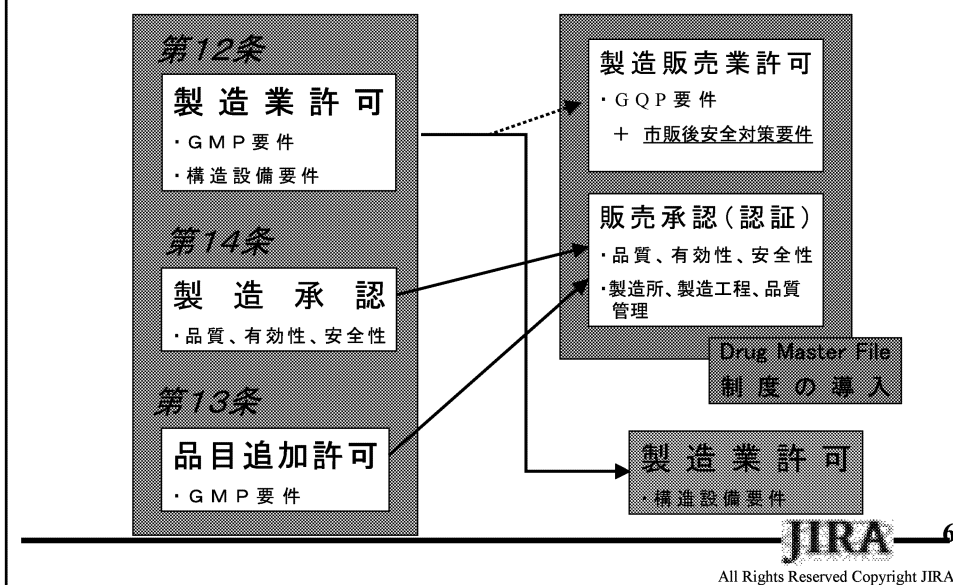 第12条
製造業許可
・GMP要件
・構造設備要件
第14条
製造承認
・品質、有効性、安全性
第13条
品目追加許可
・GMP要件
製造販売業許可
・GQP要件
+ 市販後安全対策要件
販売承認(認証)
・品質、有効性、安全性
・製造所、製造工程、品質
管理
Drug Master File
制度の導入
製造業許可
・構造設備要件
JIRA
6
All Rights Reserved Copyright JIRA